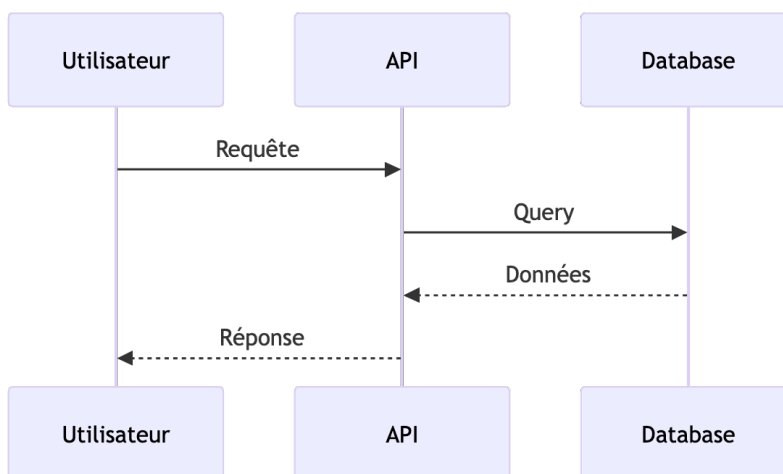 Utilisateur
API
Database
Requête
Query
Données
Réponse
Utilisateur
API
Database